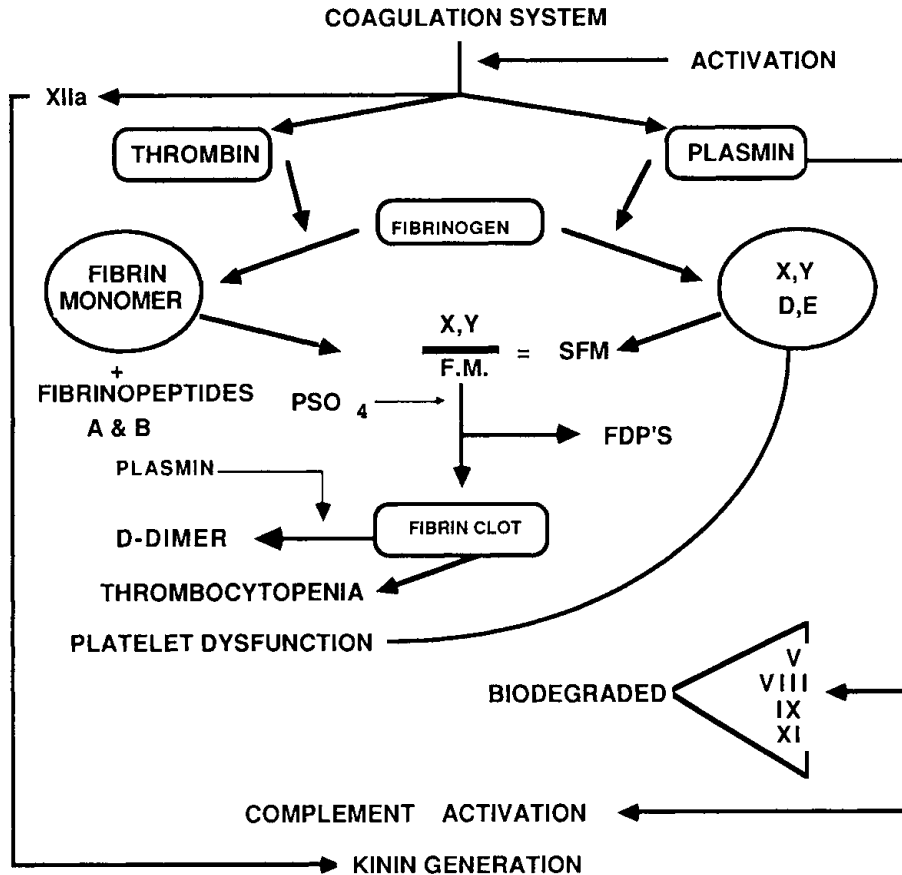 COAGULATION SYSTEM
ACTIVATION
XIIa
THROMBIN
PLASMIN
FIBRINOGEN
FIBRIN
MONOMER
X,Y
D,E
X,Y
F.M.
= SFM
+
FIBRINOPEPTIDES
A & B
PSO 4
FDP'S
PLASMIN
FIBRIN CLOT
D-DIMER
THROMBOCYTOPENIA
PLATELET DYSFUNCTION
BIODEGRADED
V
VIII
IX
XI
COMPLEMENT ACTIVATION
KININ GENERATION